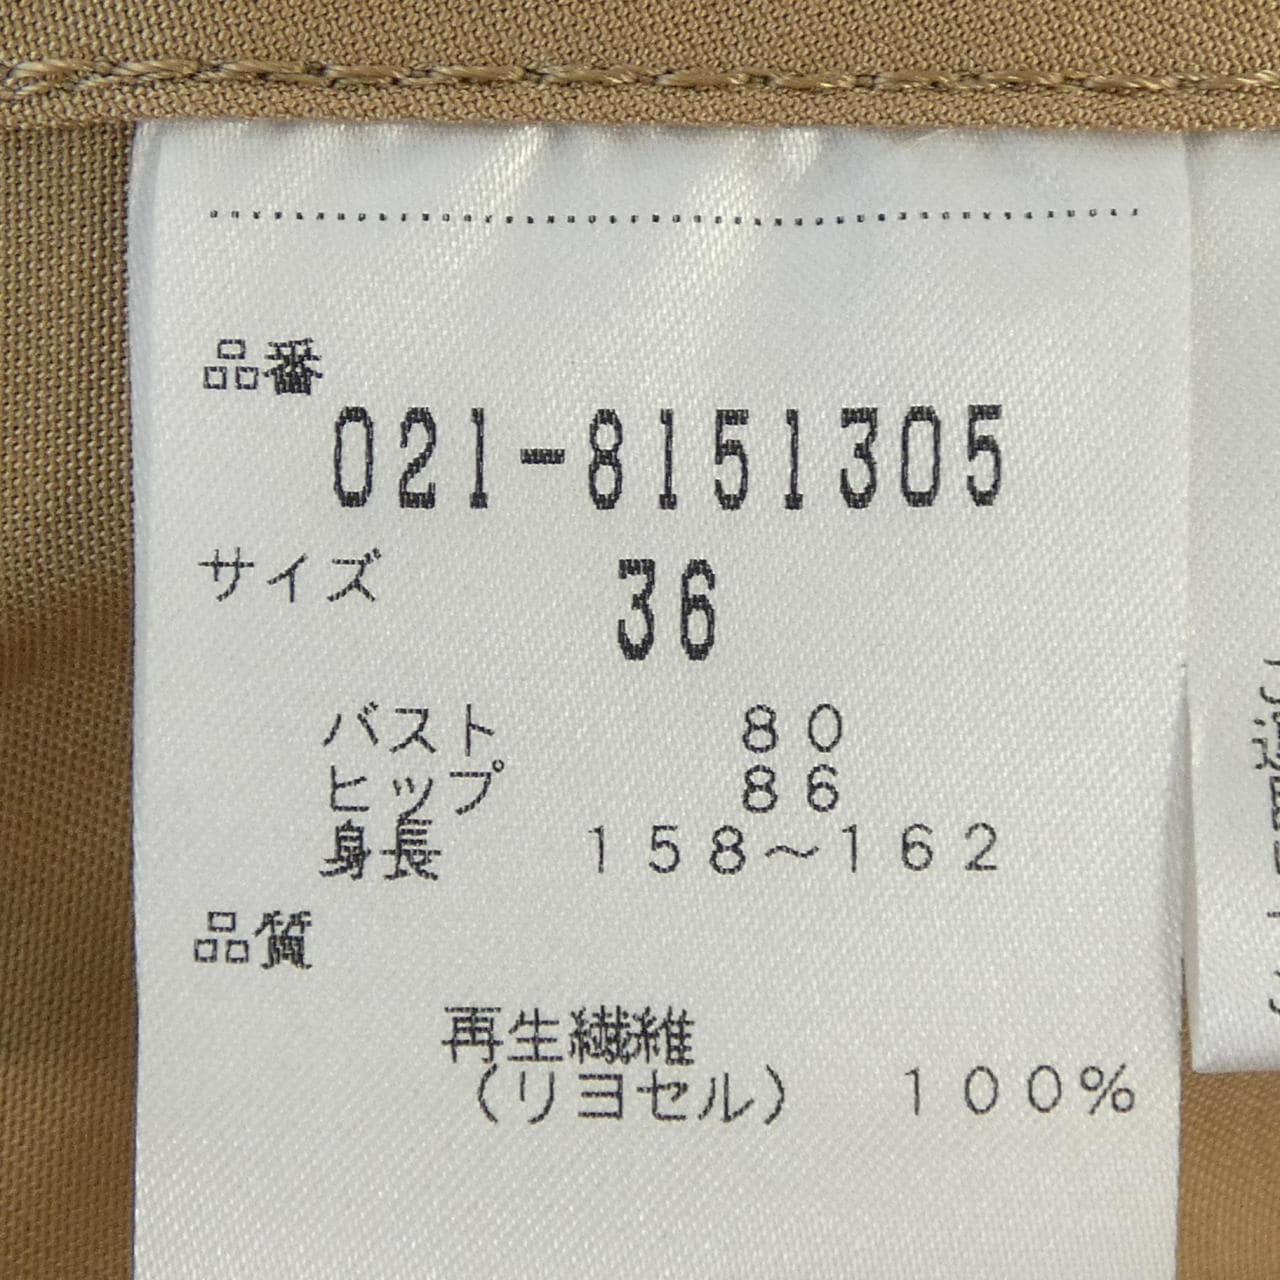 品番
021-8151305
サイズ 36
バスト 80
ヒップ 86
身長 158～162
品質
再生繊維
（リヨセル） 100%